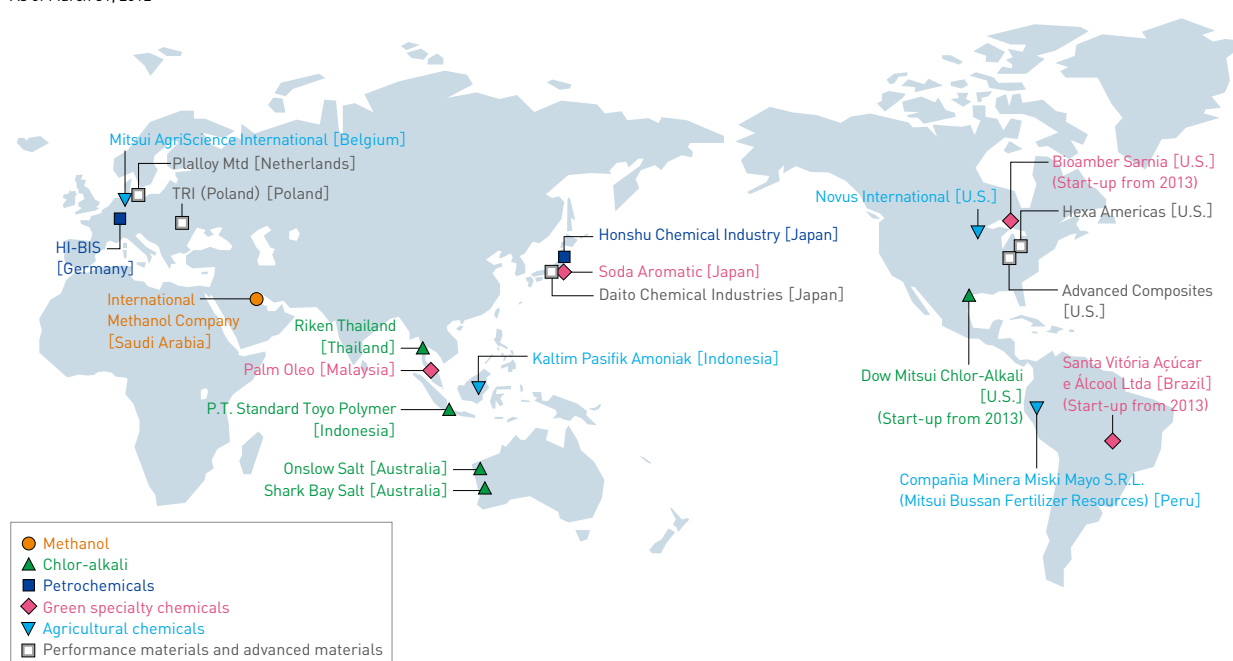 As of March 31, 2012
Mitsui AgriScience International [Belgium]
Plalloy Mtd [Netherlands]
TRI (Poland) [Poland]
HI-BIS
[Germany]
International
Methanol Company
[Saudi Arabia]
Riken Thailand
[Thailand]
Palm Oleo [Malaysia]
P.T. Standard Toyo Polymer
[Indonesia]
Onslow Salt [Australia]
Shark Bay Salt [Australia]
Kaltim Pasifik Amoniak [Indonesia]
Honshu Chemical Industry [Japan]
Soda Aromatic [Japan]
Daito Chemical Industries [Japan]
Novus International [U.S.]
Bioamber Sarnia [U.S.]
(Start-up from 2013)
Hexa Americas [U.S.]
Advanced Composites
[U.S.]
Dow Mitsui Chlor-Alkali
[U.S.]
(Start-up from 2013)
Santa Vitória Açúcar
e Álcool Ltda [Brazil]
(Start-up from 2013)
Compañia Minera Miski Mayo S.R.L.
(Mitsui Bussan Fertilizer Resources) [Peru]
Methanol
Chlor-alkali
Petrochemicals
Green specialty chemicals
Agricultural chemicals
Performance materials and advanced materials